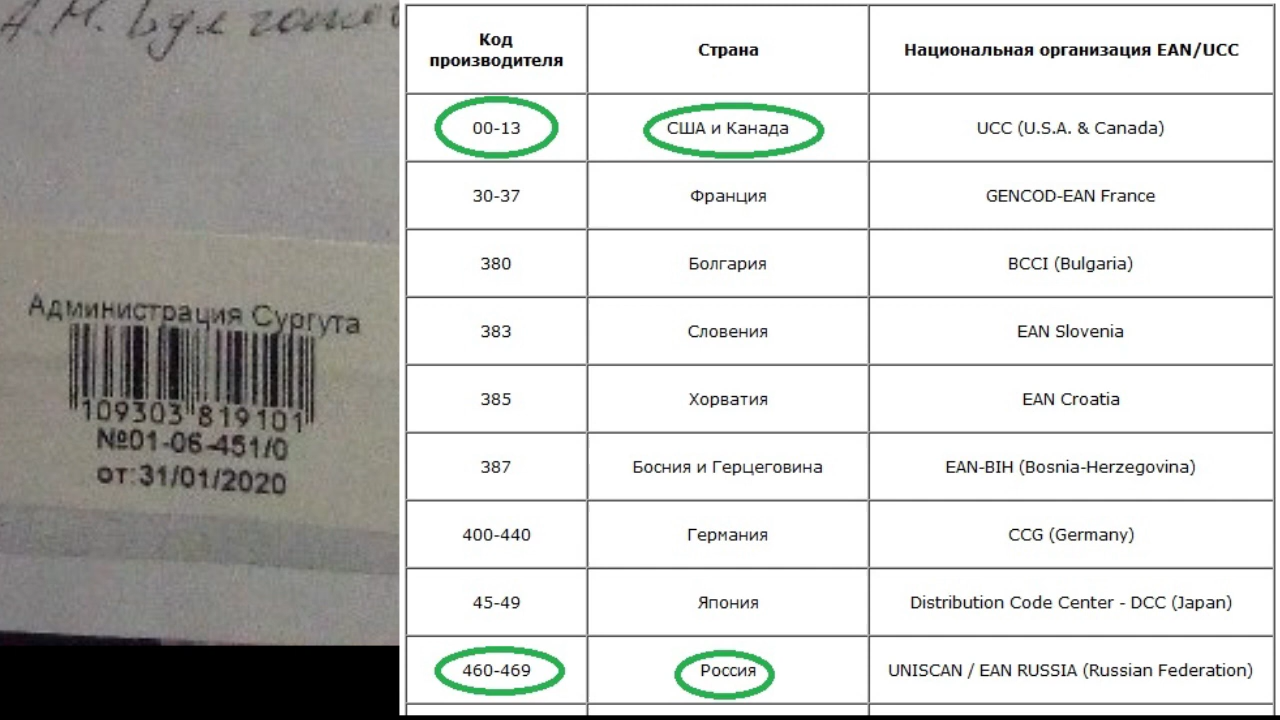 А.М. Булганов
Администрация Сургута
109303 819101
№01-06-451/0
от:31/01/2020
Код производителя Страна Национальная организация EAN/UCC
00-13 США и Канада UCC (U.S.A. & Canada)
30-37 Франция GENCOD-EAN France
380 Болгария BCCI (Bulgaria)
383 Словения EAN Slovenia
385 Хорватия EAN Croatia
387 Босния и Герцеговина EAN-BIH (Bosnia-Herzegovina)
400-440 Германия CCG (Germany)
45-49 Япония Distribution Code Center - DCC (Japan)
460-469 Россия UNISCAN / EAN RUSSIA (Russian Federation)